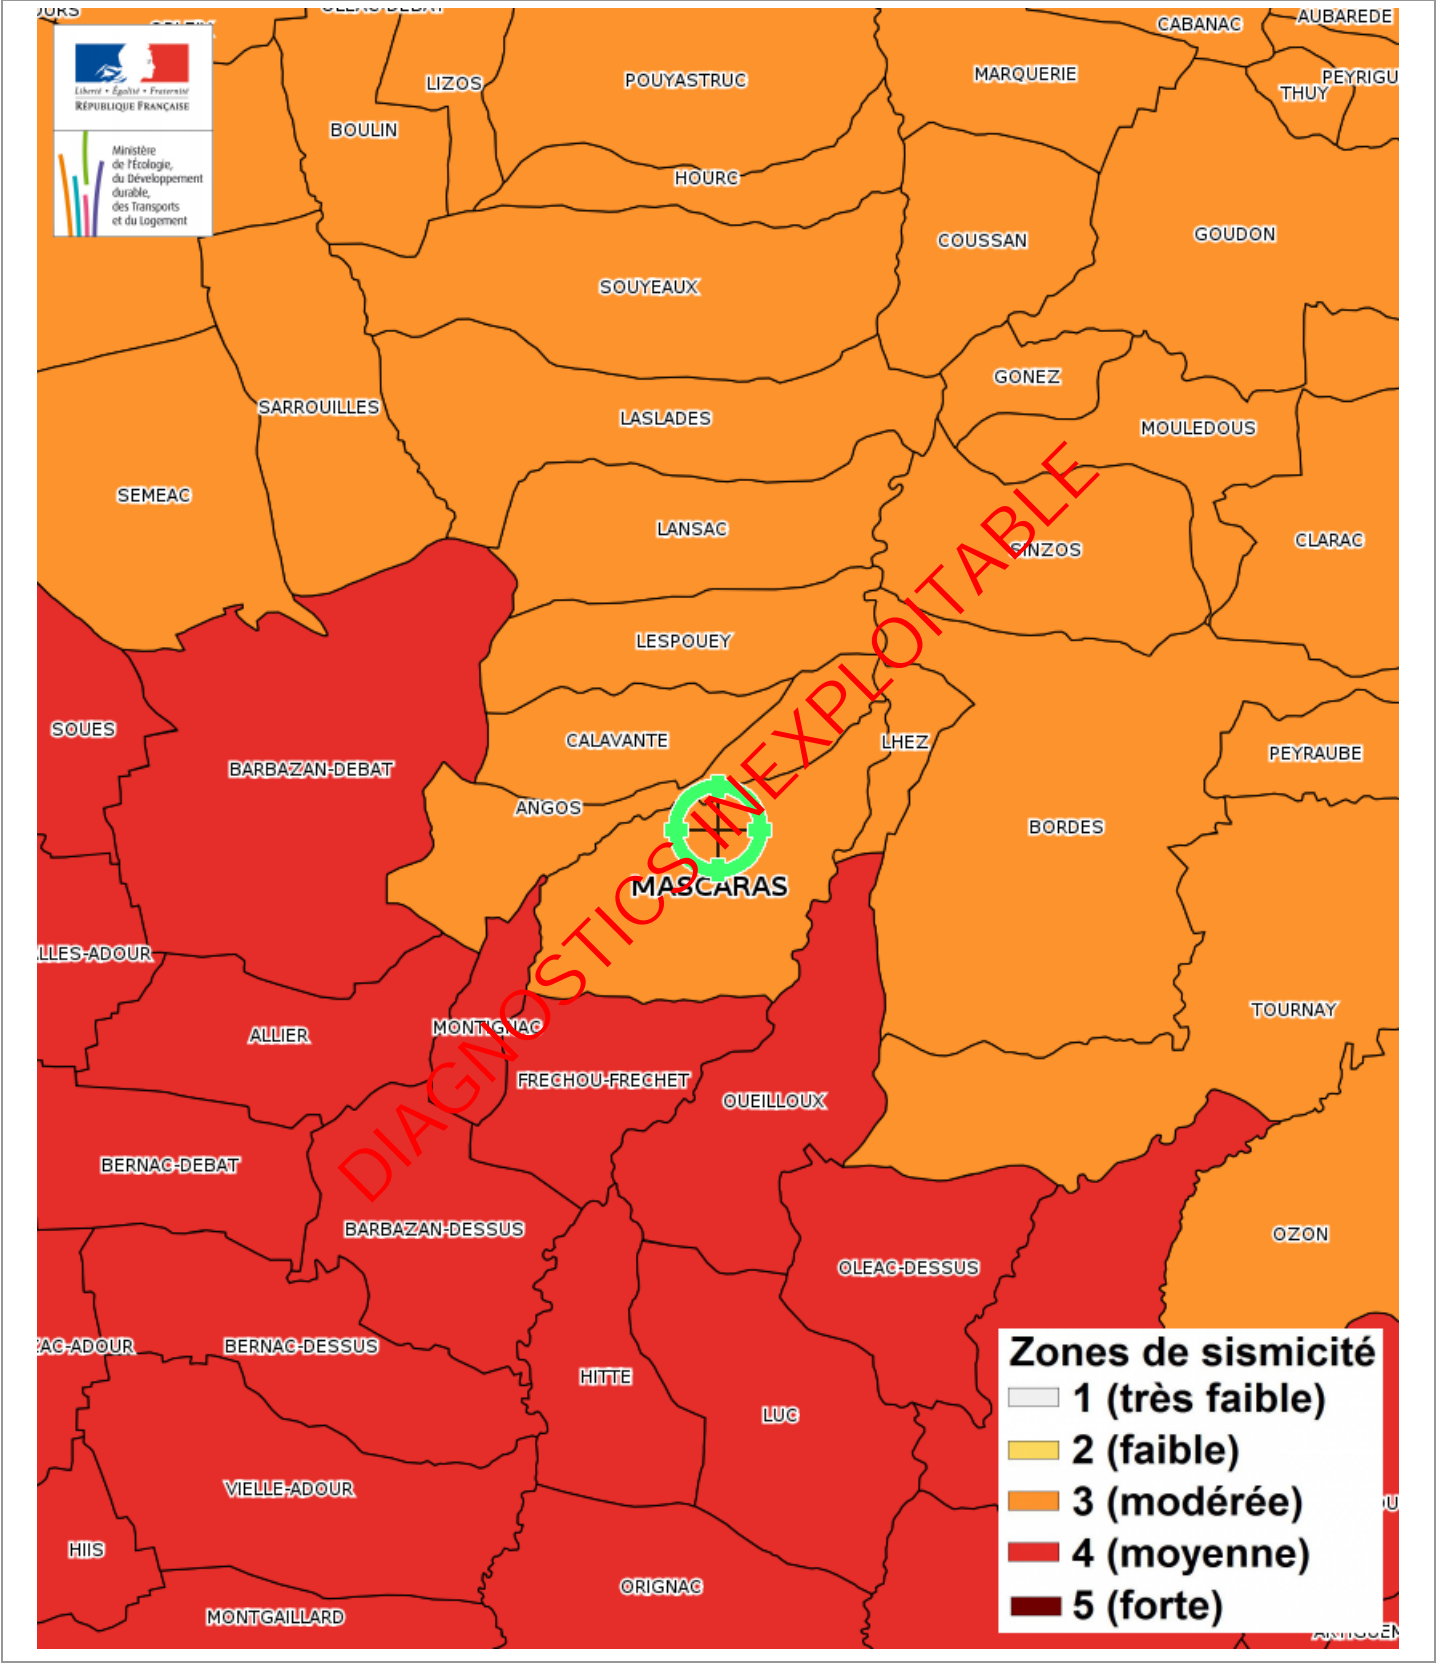 CABANAC
AUBAREDE
LIZOS
POUYASTRUC
MARQUERIE
THUY
Liberté • Égalité • Fraternité
RÉPUBLIQUE FRANÇAISE
BOULIN
Ministère
de l'Écologie,
du Développement
durable,
des Transports
et du Logement
HOURC
COUSSAN
GOUDON
SOUYEAUX
GONEZ
SARROUILLES
LASLADES
MOULEDOUS
SEMEAC
LANSAC
SINZOS
CLARAC
LESPOUEY
SOUES
CALAVANTE
LHEZ
PEYRAUBE
BARBAZAN-DEBAT
ANGOS
BORDES
MASCARAS
DIAGNOSTICS INEXPLOITABLE
LLES-ADOUR
TOURNAY
ALLIER
MONTIGNAC
FRECHOU-FRECHET
OUEILLOUX
BERNAC-DEBAT
BARBAZAN-DESSUS
OZON
OLEAC-DESSUS
AC-ADOUR
BERNAC-DESSUS
HITTE
LUC
VIELLE-ADOUR
HIIS
ORIGNAC
MONTGAILLARD
Zones de sismicité
1 (très faible)
2 (faible)
3 (modérée)
4 (moyenne)
5 (forte)